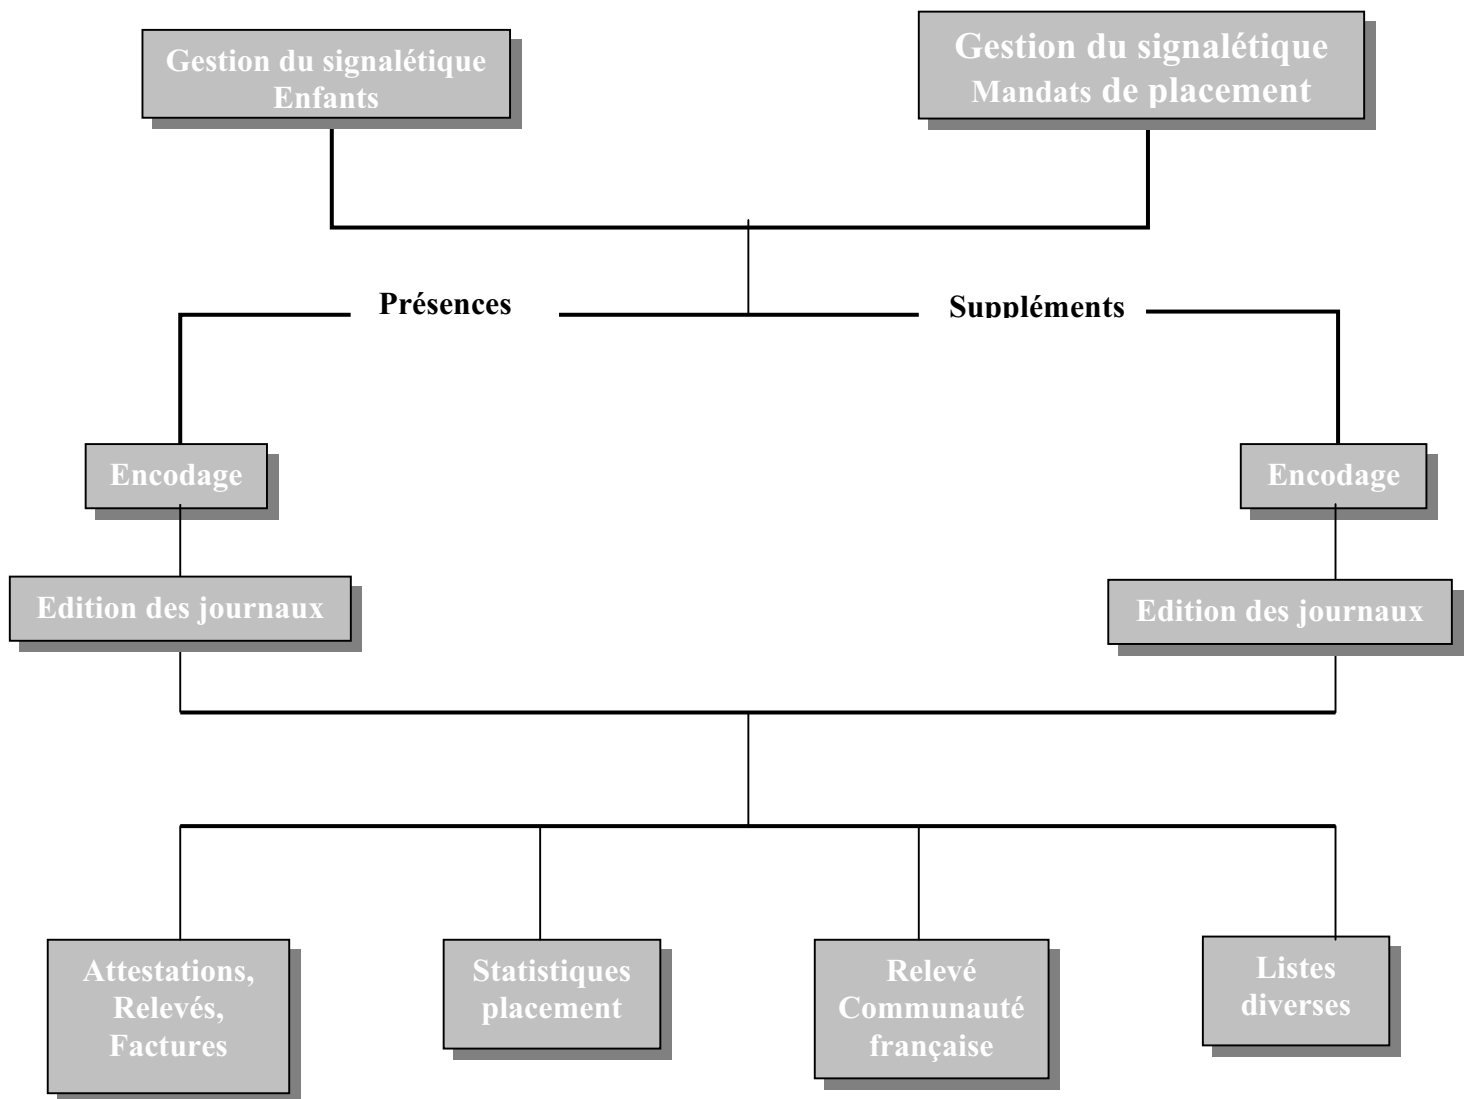 Gestion du signalétique
Enfants
Gestion du signalétique
Mandats de placement
Présences
Suppléments
Encodage
Encodage
Edition des journaux
Edition des journaux
Attestations,
Relevés,
Factures
Statistiques
placement
Relevé
Communauté
française
Listes
diverses